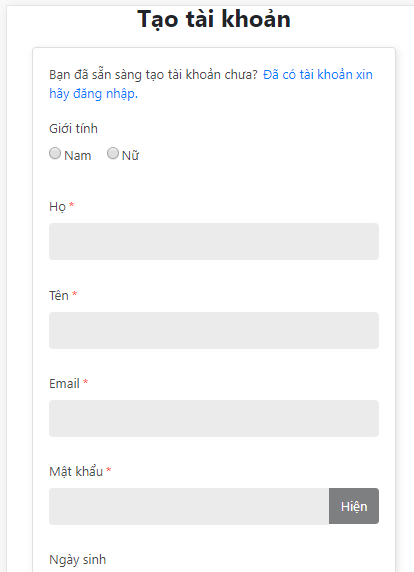 Tạo tài khoản
Bạn đã sẵn sàng tạo tài khoản chưa? Đã có tài khoản xin
hãy đăng nhập.
Giới tính
Nam Nữ
Họ *
Tên *
Email *
Mật khẩu *
Hiện
Ngày sinh